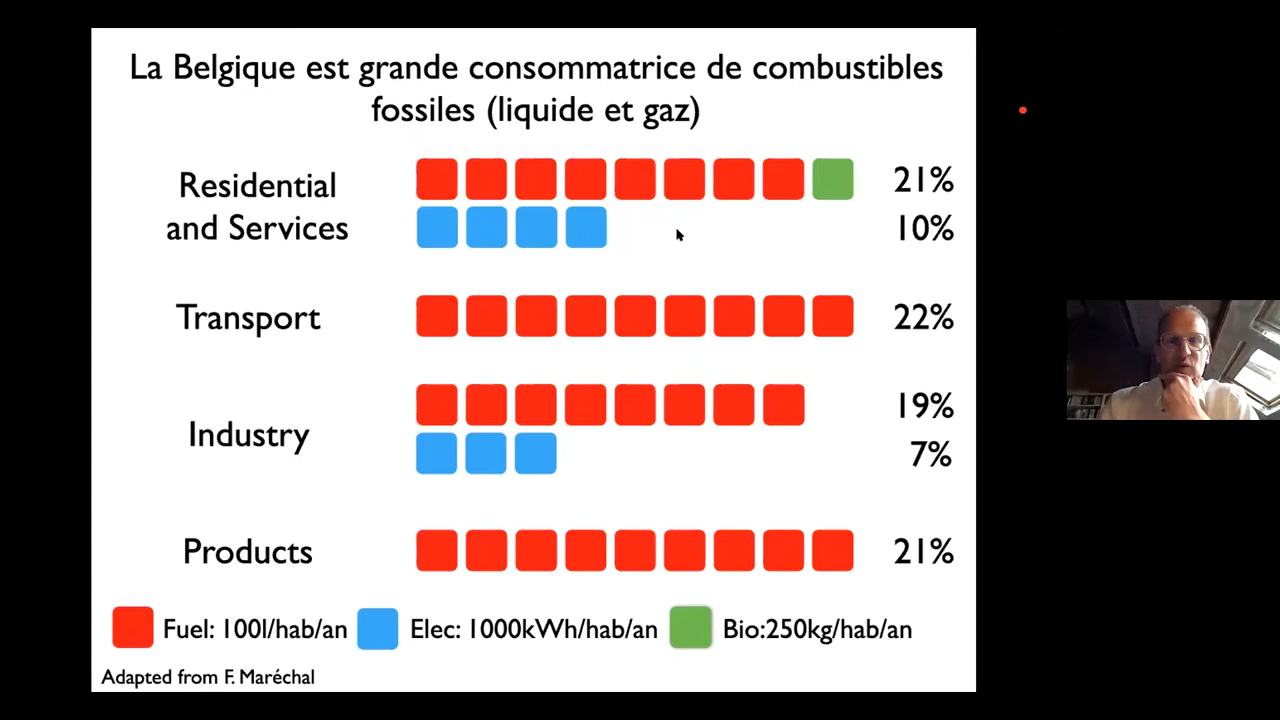 La Belgique est grande consommatrice de combustibles
fossiles (liquide et gaz)
Residential
and Services
21%
10%
Transport
22%
Industry
19%
7%
Products
21%
Fuel: 100l/hab/an
Elec: 1000kWh/hab/an
Bio:250kg/hab/an
Adapted from F. Maréchal